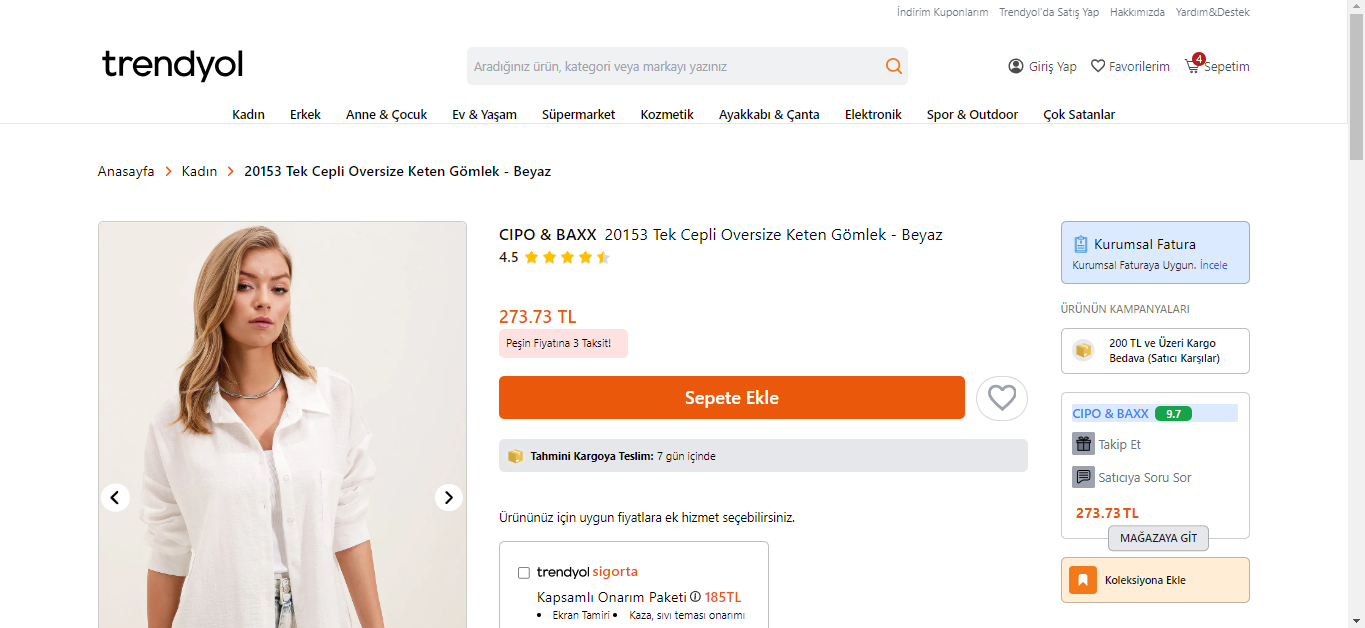 İndirim Kuponlarım Trendyol'da Satış Yap Hakkımızda Yardım&Destek
trendyol
Aradığınız ürün, kategori veya markayı yazınız
Giriş Yap Favorilerim 4 Sepetim
Kadın Erkek Anne & Çocuk Ev & Yaşam Süpermarket Kozmetik Ayakkabı & Çanta Elektronik Spor & Outdoor Çok Satanlar
Anasayfa > Kadın > 20153 Tek Cepli Oversize Keten Gömlek - Beyaz
CIPO & BAXX 20153 Tek Cepli Oversize Keten Gömlek - Beyaz
4.5
273.73 TL
Peşin Fiyatına 3 Taksit!
Sepete Ekle
Tahmini Kargoya Teslim: 7 gün içinde
Ürününüz için uygun fiyatlara ek hizmet seçebilirsiniz.
trendyol sigorta
Kapsamlı Onarım Paketi 185TL
• Ekran Tamiri • Kaza, sıvı teması onarımı
Kurumsal Fatura
Kurumsal Faturaya Uygun. İncele
ÜRÜNÜN KAMPANYALARI
200 TL ve Üzeri Kargo
Bedava (Satıcı Karşılar)
CIPO & BAXX 9.7
Takip Et
Satıcıya Soru Sor
273.73 TL
MAĞAZAYA GİT
Koleksiyona Ekle